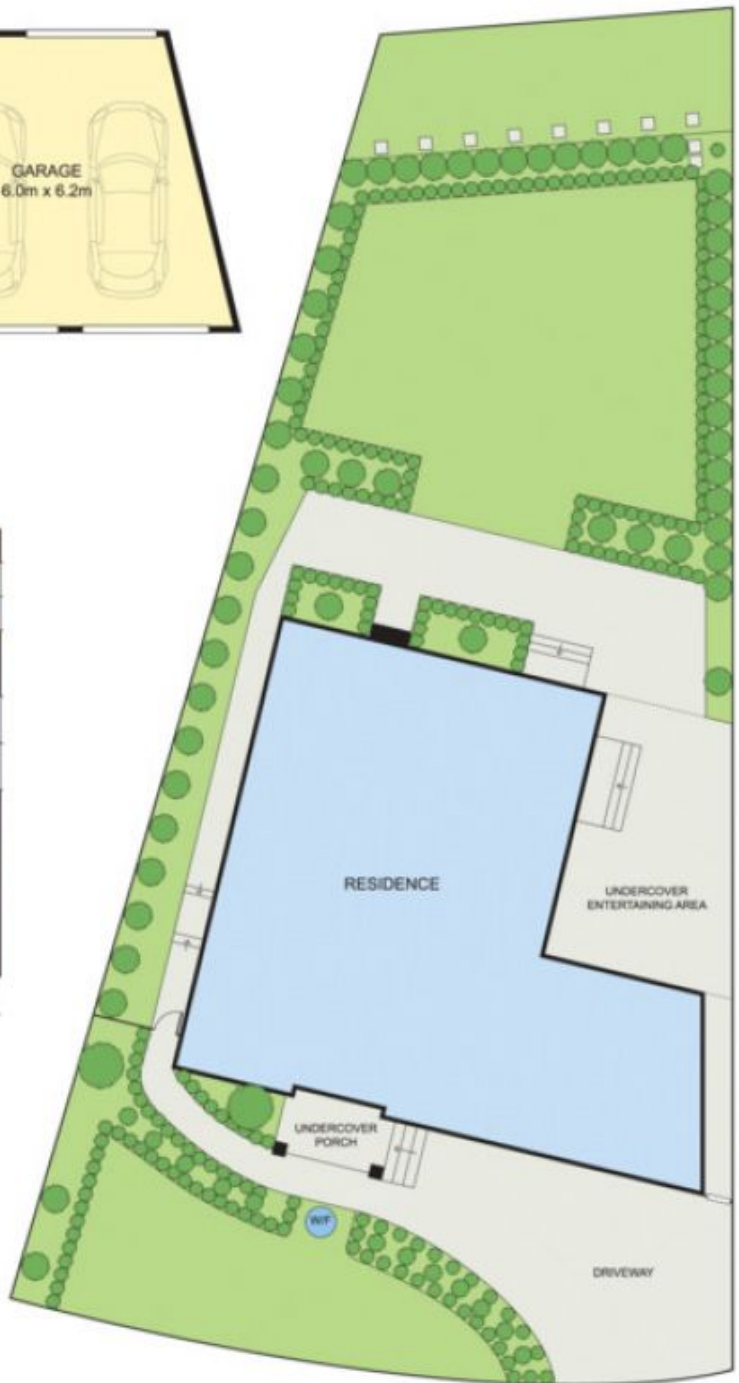 GARAGE
6.0m x 6.2m
RESIDENCE
UNDERCOVER
ENTERTAINING AREA
UNDERCOVER
PORCH
W/F
DRIVEWAY